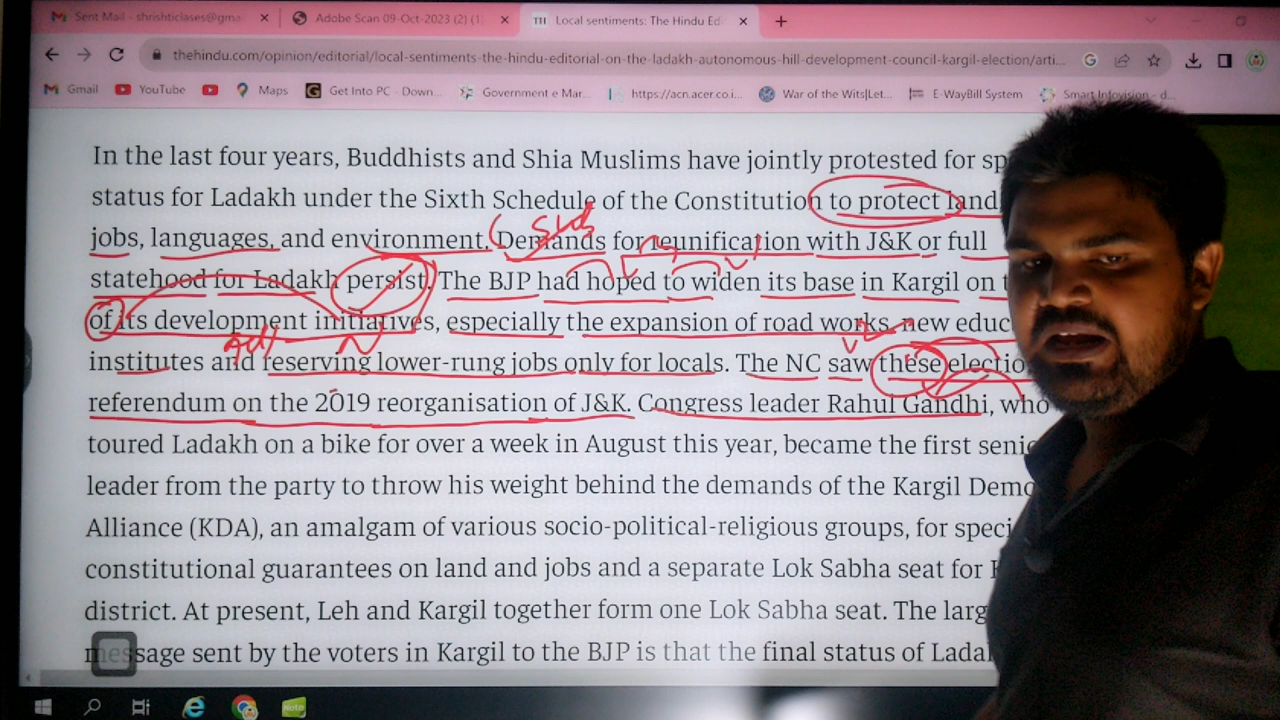 Sent Mail - shrishticlases@gma
Adobe Scan 09-Oct-2023 (2) (1)
TH Local sentiments: The Hindu Ed
thehindu.com/opinion/editorial/local-sentiments-the-hindu-editorial-on-the-ladakh-autonomous-hill-development-council-kargil-election/arti...
Gmail YouTube Maps Get Into PC - Down... Government e Mar... https://acn.acer.co.i... War of the Wits|Let... E-WayBill System Smart Infovision - d...
In the last four years, Buddhists and Shia Muslims have jointly protested for sp
status for Ladakh under the Sixth Schedule of the Constitution to protect land,
Sub
jobs, languages, and environment. Demands for reunification with J&K or full
statehood for Ladakh persist. The BJP had hoped to widen its base in Kargil on t
of its development initiatives, especially the expansion of road works, new educ
Adj N V
institutes and reserving lower-rung jobs only for locals. The NC saw these electio
referendum on the 2019 reorganisation of J&K. Congress leader Rahul Gandhi, who
toured Ladakh on a bike for over a week in August this year, became the first senio
leader from the party to throw his weight behind the demands of the Kargil Demo
Alliance (KDA), an amalgam of various socio-political-religious groups, for speci
constitutional guarantees on land and jobs and a separate Lok Sabha seat for K
district. At present, Leh and Kargil together form one Lok Sabha seat. The larg
message sent by the voters in Kargil to the BJP is that the final status of Lada
Note